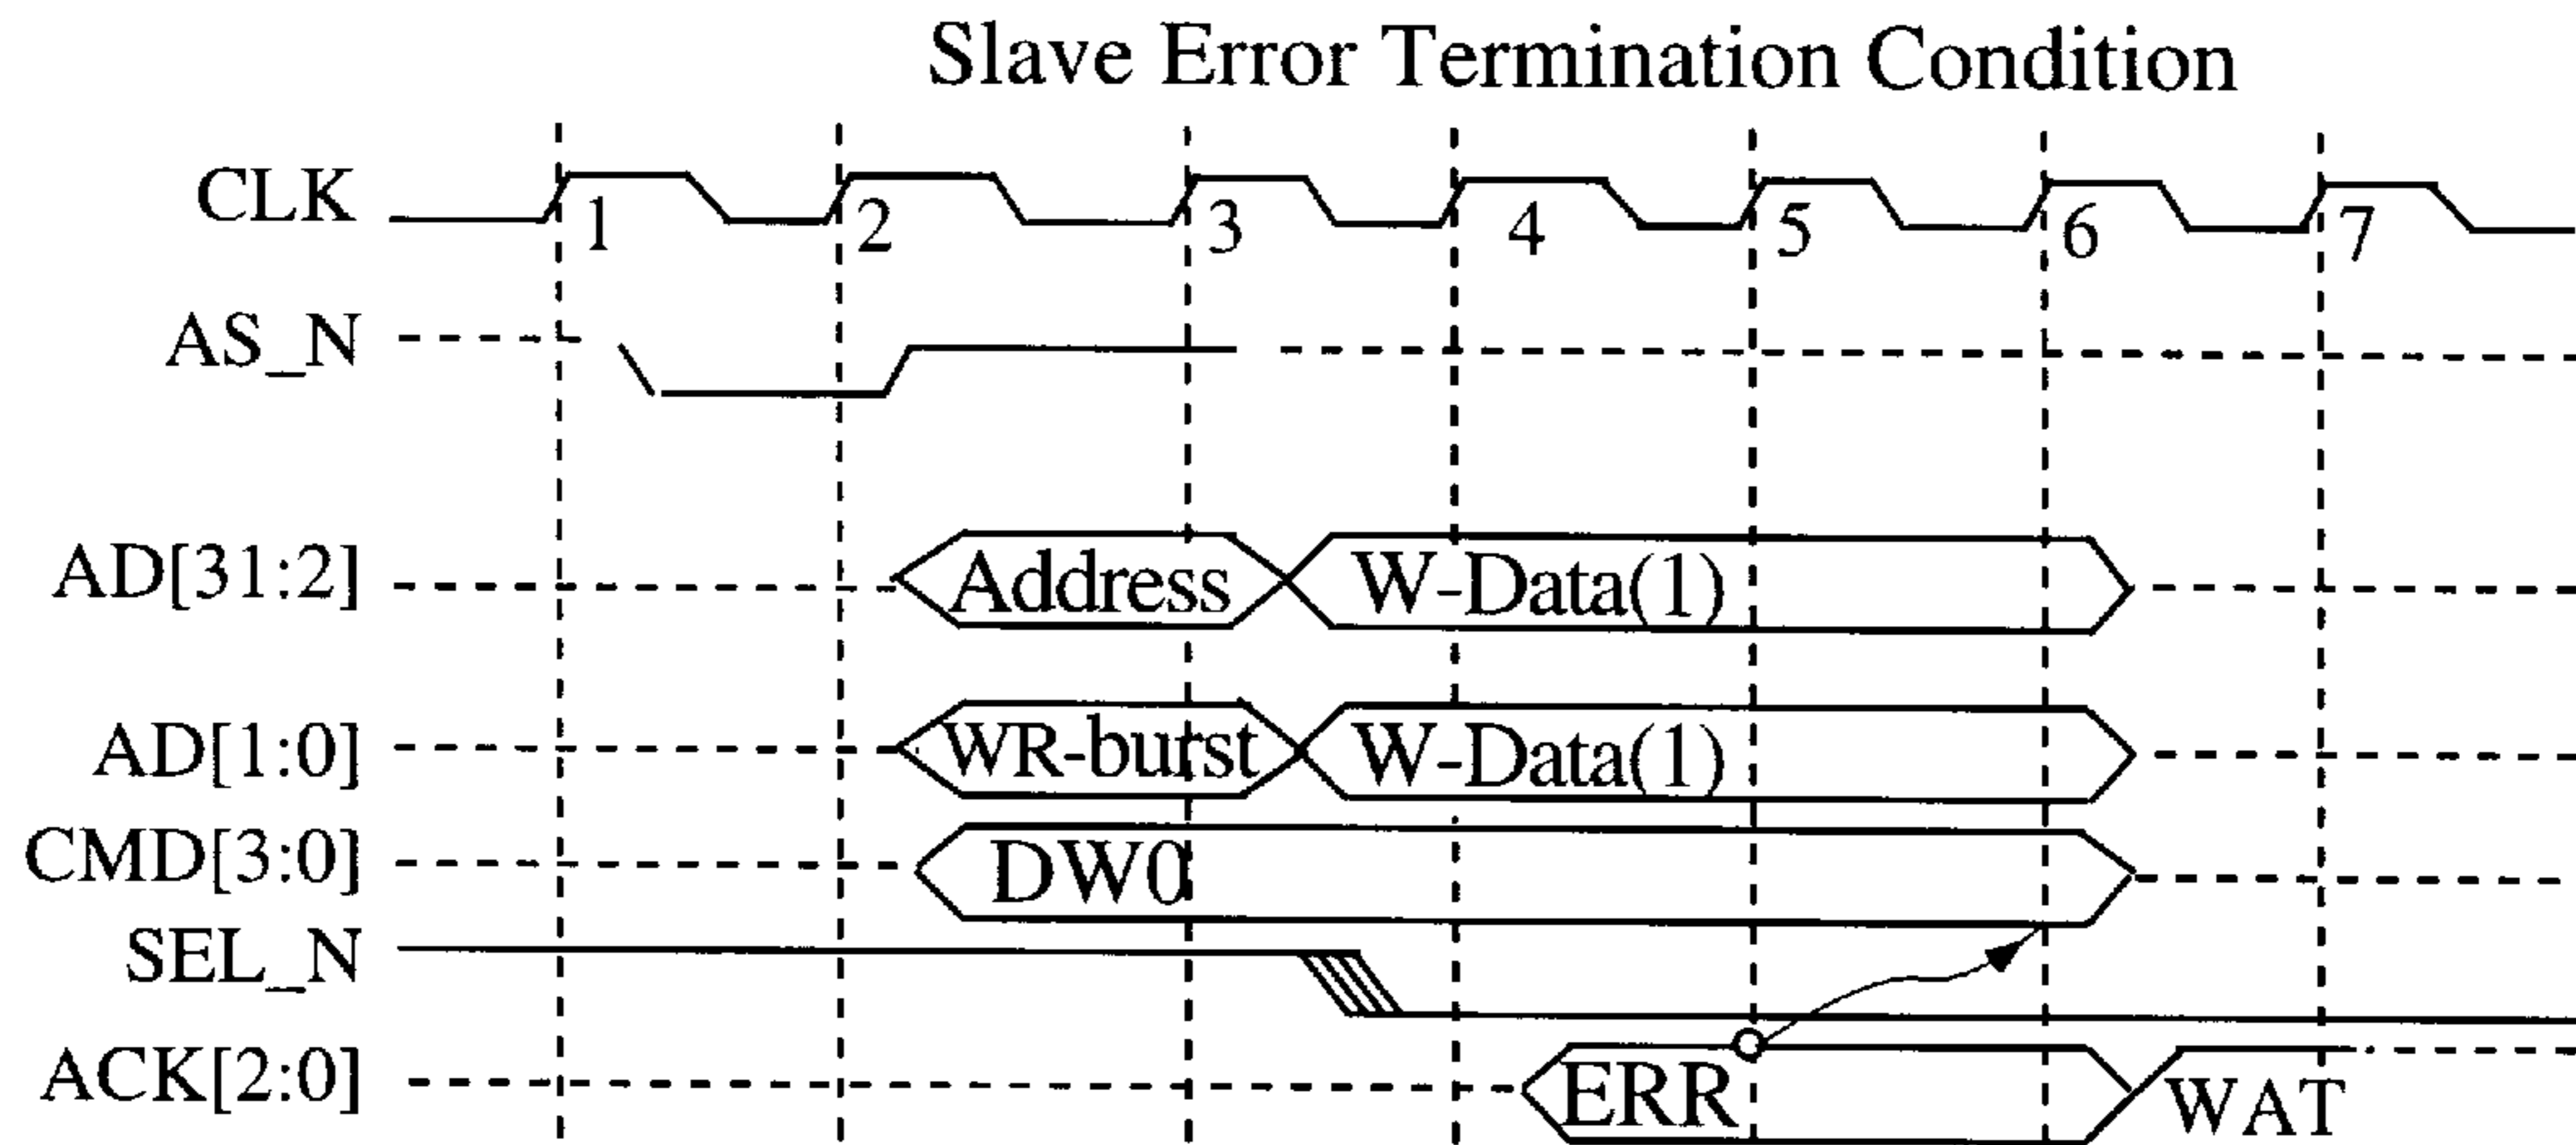 Slave Error Termination Condition
CLK 1 2 3 4 5 6 7
AS_N
AD[31:2] Address W-Data(1)
AD[1:0] WR-burst W-Data(1)
CMD[3:0] DW0
SEL_N
ACK[2:0] ERR WAT